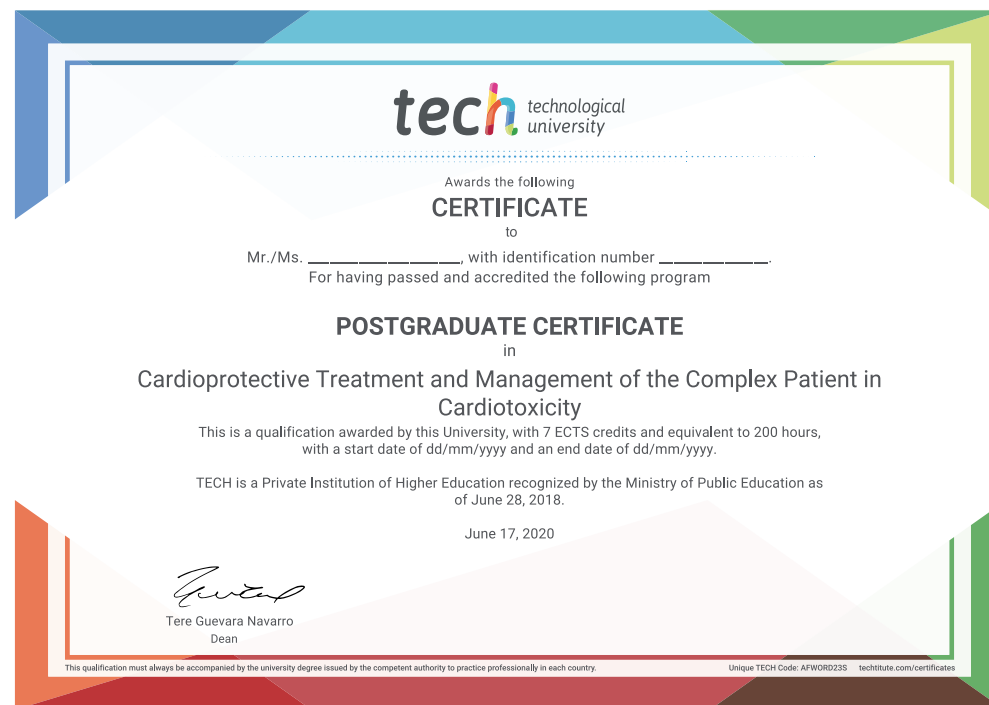 tech technological
university
Awards the following
CERTIFICATE
to
Mr./Ms. ____________________, with identification number ______________.
For having passed and accredited the following program
POSTGRADUATE CERTIFICATE
in
Cardioprotective Treatment and Management of the Complex Patient in
Cardiotoxicity
This is a qualification awarded by this University, with 7 ECTS credits and equivalent to 200 hours,
with a start date of dd/mm/yyyy and an end date of dd/mm/yyyy.
TECH is a Private Institution of Higher Education recognized by the Ministry of Public Education as
of June 28, 2018.
June 17, 2020
Tere Guevara Navarro
Dean
This qualification must always be accompanied by the university degree issued by the competent authority to practice professionally in each country.
Unique TECH Code: AFWORD23S techtitute.com/certificates